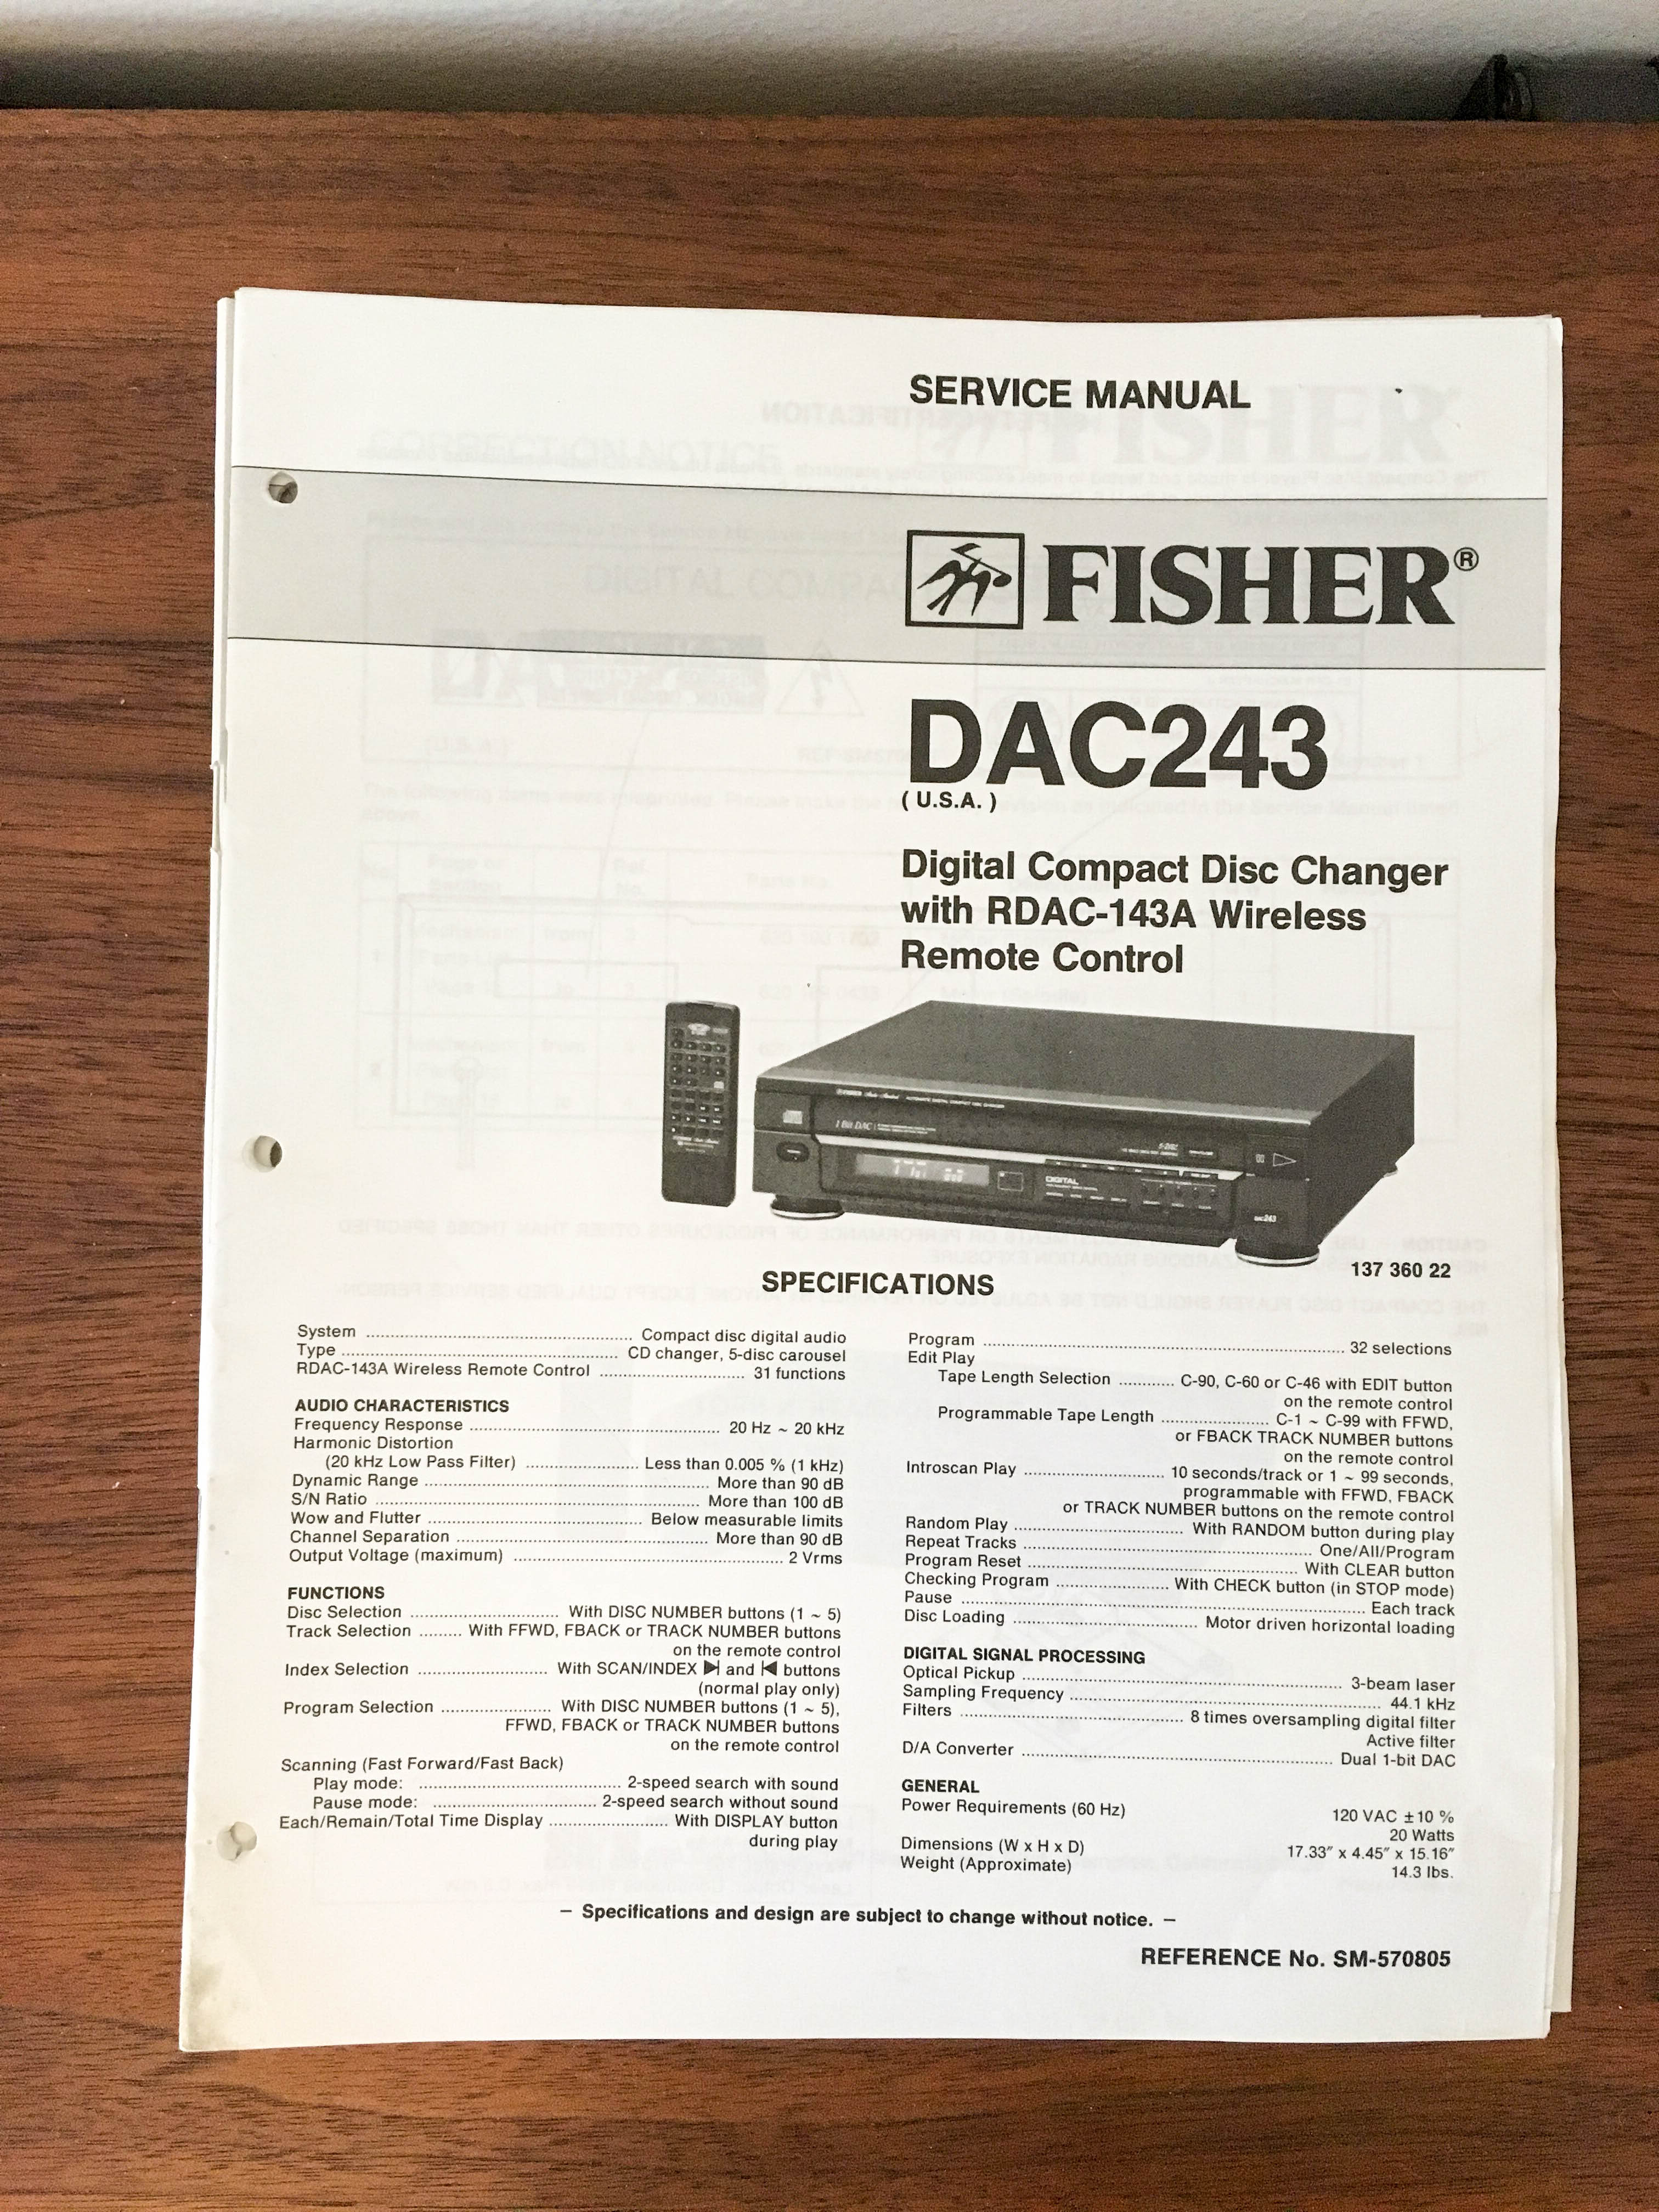 SERVICE MANUAL
FISHER®
DAC243
( U.S.A. )
Digital Compact Disc Changer
with RDAC-143A Wireless
Remote Control
1 Bit DAC
DIGITAL
DAC243
137 360 22
SPECIFICATIONS
System ........ Compact disc digital audio
Type ........ CD changer, 5-disc carousel
RDAC-143A Wireless Remote Control ........ 31 functions
AUDIO CHARACTERISTICS
Frequency Response ........ 20 Hz ~ 20 kHz
Harmonic Distortion
(20 kHz Low Pass Filter) ........ Less than 0.005 % (1 kHz)
Dynamic Range ........ More than 90 dB
S/N Ratio ........ More than 100 dB
Wow and Flutter ........ Below measurable limits
Channel Separation ........ More than 90 dB
Output Voltage (maximum) ........ 2 Vrms
FUNCTIONS
Disc Selection ........ With DISC NUMBER buttons (1 ~ 5)
Track Selection ........ With FFWD, FBACK or TRACK NUMBER buttons
on the remote control
Index Selection ........ With SCAN/INDEX ▶| and |◀ buttons
(normal play only)
Program Selection ........ With DISC NUMBER buttons (1 ~ 5),
FFWD, FBACK or TRACK NUMBER buttons
on the remote control
Scanning (Fast Forward/Fast Back)
Play mode: ........ 2-speed search with sound
Pause mode: ........ 2-speed search without sound
Each/Remain/Total Time Display ........ With DISPLAY button
during play
Program ........ 32 selections
Edit Play
Tape Length Selection ........ C-90, C-60 or C-46 with EDIT button
on the remote control
Programmable Tape Length ........ C-1 ~ C-99 with FFWD,
or FBACK TRACK NUMBER buttons
on the remote control
Introscan Play ........ 10 seconds/track or 1 ~ 99 seconds,
programmable with FFWD, FBACK
or TRACK NUMBER buttons on the remote control
Random Play ........ With RANDOM button during play
Repeat Tracks ........ One/All/Program
Program Reset ........ With CLEAR button
Checking Program ........ With CHECK button (in STOP mode)
Pause ........ Each track
Disc Loading ........ Motor driven horizontal loading
DIGITAL SIGNAL PROCESSING
Optical Pickup ........ 3-beam laser
Sampling Frequency ........ 44.1 kHz
Filters ........ 8 times oversampling digital filter
Active filter
D/A Converter ........ Dual 1-bit DAC
GENERAL
Power Requirements (60 Hz) 120 VAC ±10 %
20 Watts
Dimensions (W x H x D) 17.33″ x 4.45″ x 15.16″
Weight (Approximate) 14.3 lbs.
– Specifications and design are subject to change without notice. –
REFERENCE No. SM-570805